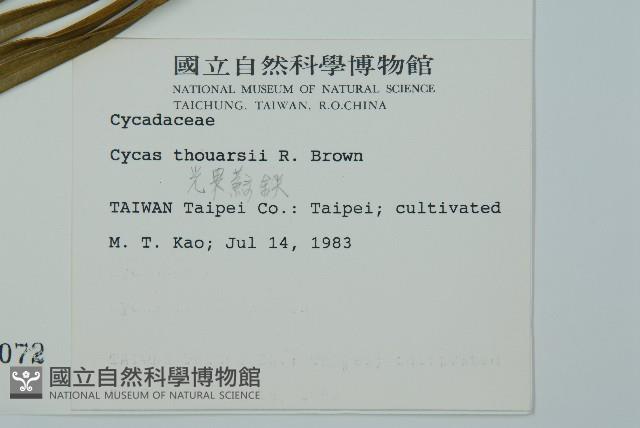 國立自然科學博物館
NATIONAL MUSEUM OF NATURAL SCIENCE
TAICHUNG, TAIWAN, R.O.CHINA
Cycadaceae
Cycas thouarsii R. Brown
光果蘇鉄
TAIWAN Taipei Co.: Taipei; cultivated
M. T. Kao; Jul 14, 1983
072
國立自然科學博物館
NATIONAL MUSEUM OF NATURAL SCIENCE